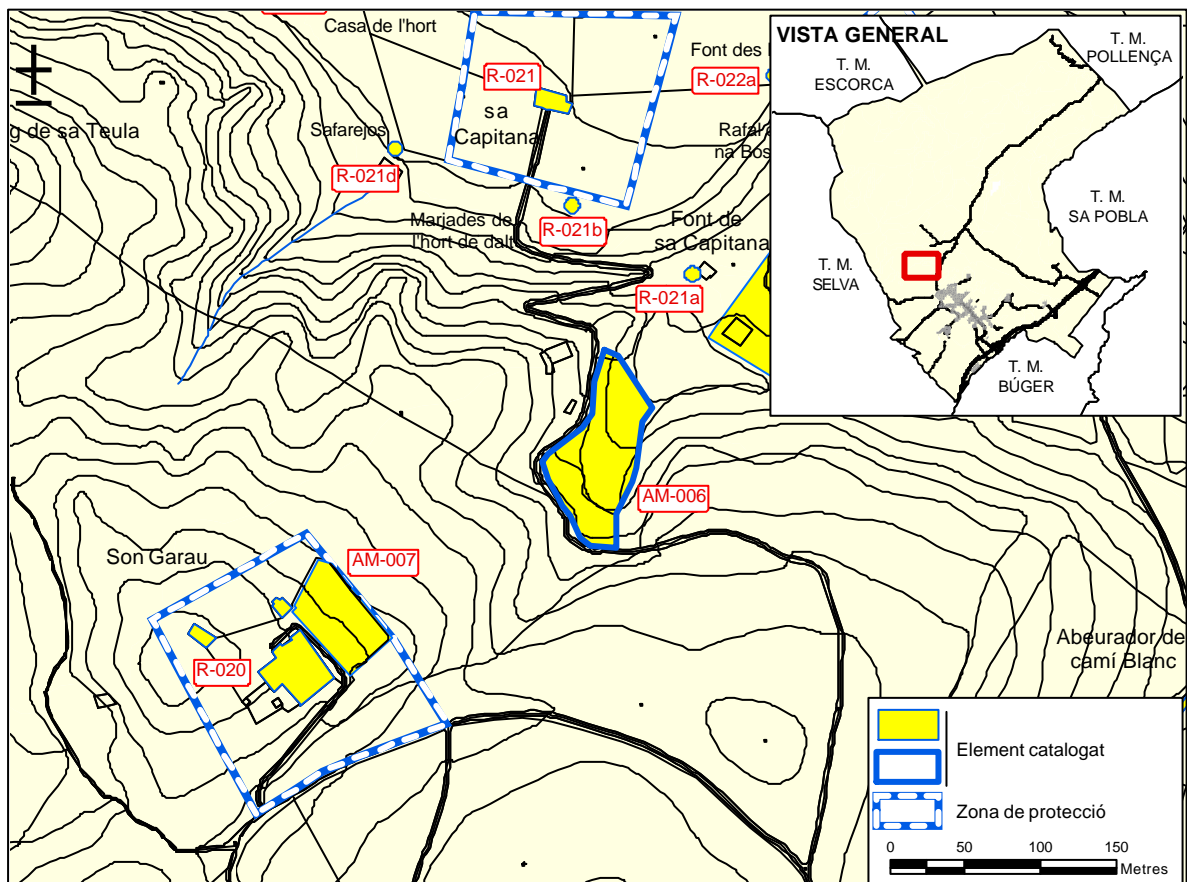 Casa de l'hort
R-021
Font des
R-022a
sa
Capitana
g de sa Teula
Safarejos
Rafal
na Bos
R-021d
Marjades de
l'hort de dalt
R-021b
Font de
sa Capitana
R-021a
AM-006
Son Garau
AM-007
R-020
Abeurador de
camí Blanc
VISTA GENERAL
T. M.
POLLENÇA
T. M.
ESCORCA
T. M.
SA POBLA
T. M.
SELVA
T. M.
BÚGER
Element catalogat
Zona de protecció
0 50 100 150
Metres